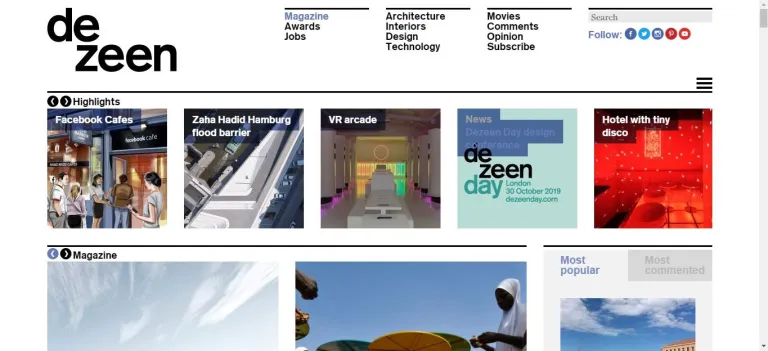 de
zeen
Magazine
Awards
Jobs
Architecture
Interiors
Design
Technology
Movies
Comments
Opinion
Subscribe
Search
Follow:
Highlights
Facebook Cafes
facebook cafe
Zaha Hadid Hamburg
flood barrier
VR arcade
News
Dezeen Day design
conference
de
zeen
day
London
30 October 2019
dezeenday.com
Hotel with tiny
disco
Magazine
Most
popular
Most
commented